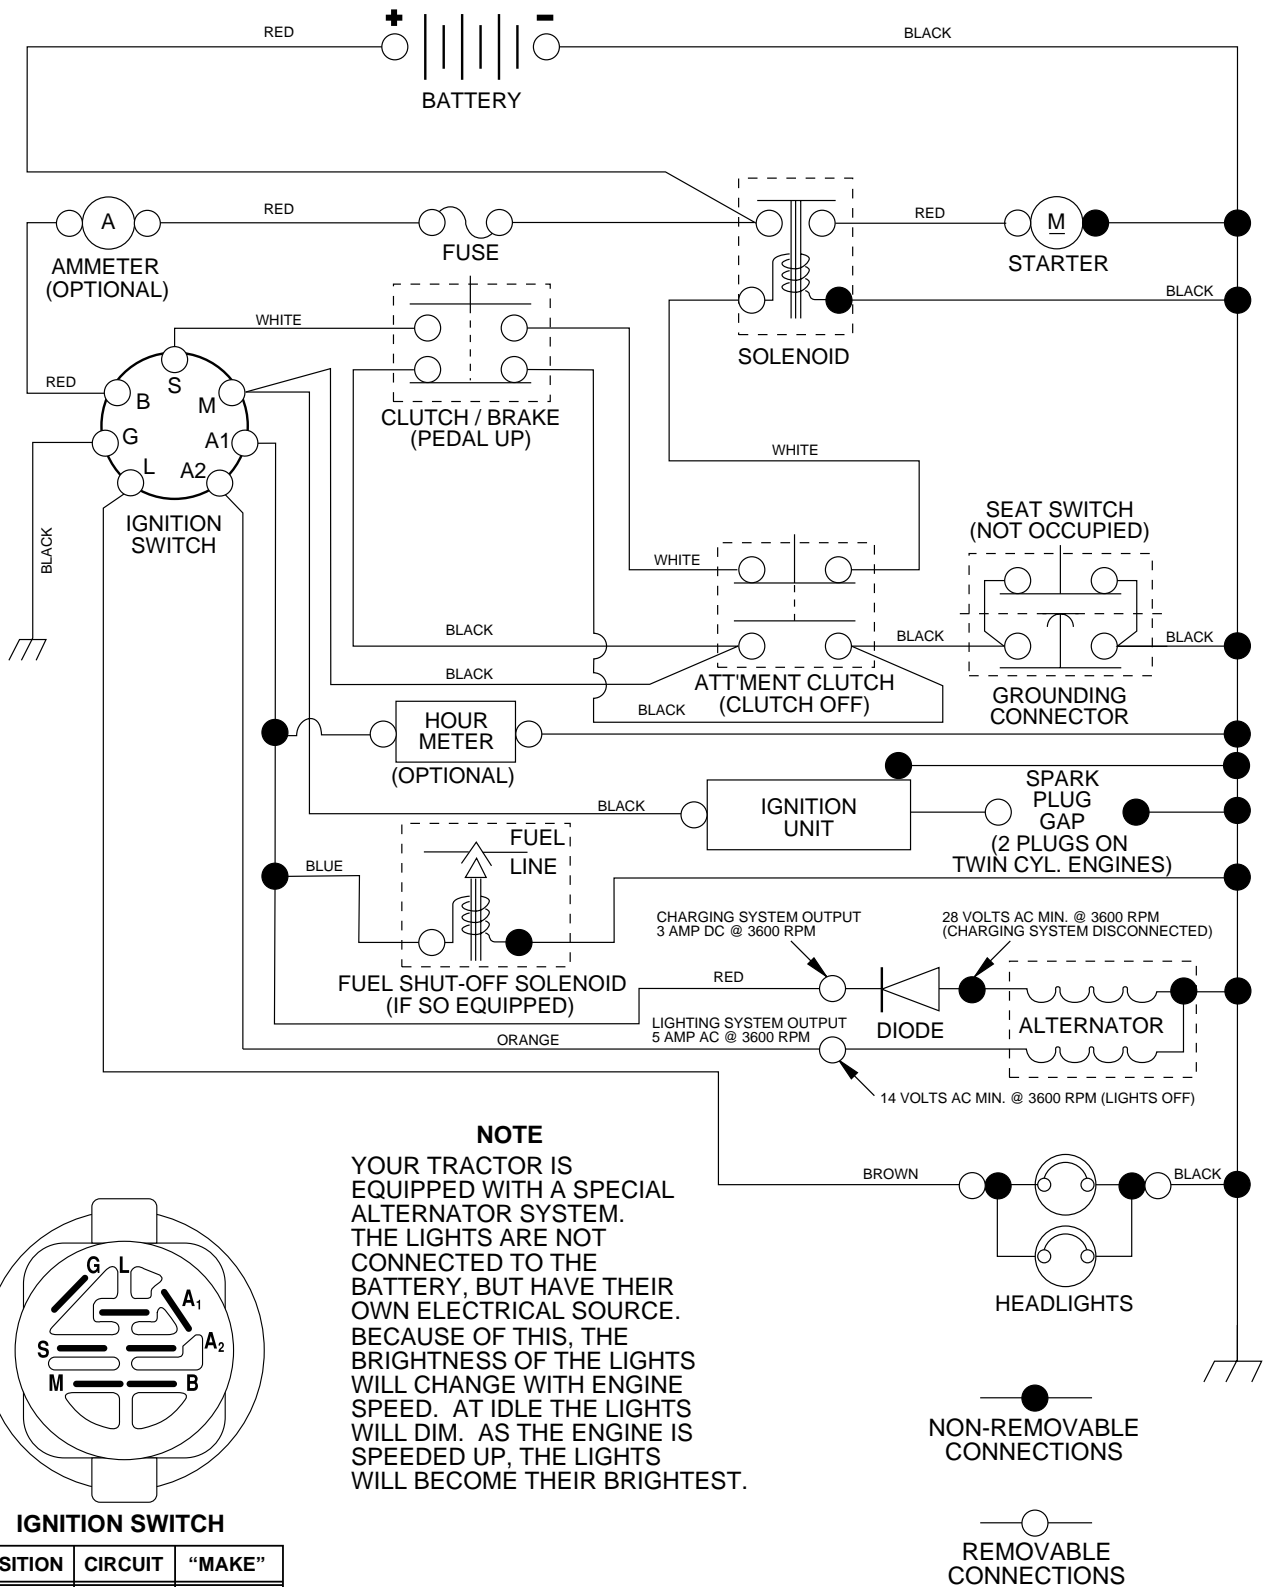 +
-
RED
BLACK
BATTERY
A
RED
FUSE
RED
M
STARTER
AMMETER
(OPTIONAL)
BLACK
WHITE
SOLENOID
RED
S
B
M
CLUTCH / BRAKE
(PEDAL UP)
G
A1
L
A2
WHITE
IGNITION
SWITCH
BLACK
SEAT SWITCH
(NOT OCCUPIED)
WHITE
BLACK
BLACK
BLACK
BLACK
ATT'MENT CLUTCH
(CLUTCH OFF)
BLACK
GROUNDING
CONNECTOR
HOUR
METER
(OPTIONAL)
BLACK
IGNITION
UNIT
SPARK
PLUG
GAP
(2 PLUGS ON
TWIN CYL. ENGINES)
FUEL
LINE
BLUE
FUEL SHUT-OFF SOLENOID
(IF SO EQUIPPED)
CHARGING SYSTEM OUTPUT
3 AMP DC @ 3600 RPM
28 VOLTS AC MIN. @ 3600 RPM
(CHARGING SYSTEM DISCONNECTED)
RED
DIODE
ALTERNATOR
LIGHTING SYSTEM OUTPUT
5 AMP AC @ 3600 RPM
ORANGE
14 VOLTS AC MIN. @ 3600 RPM (LIGHTS OFF)
NOTE
YOUR TRACTOR IS
EQUIPPED WITH A SPECIAL
ALTERNATOR SYSTEM.
THE LIGHTS ARE NOT
CONNECTED TO THE
BATTERY, BUT HAVE THEIR
OWN ELECTRICAL SOURCE.
BECAUSE OF THIS, THE
BRIGHTNESS OF THE LIGHTS
WILL CHANGE WITH ENGINE
SPEED. AT IDLE THE LIGHTS
WILL DIM. AS THE ENGINE IS
SPEEDED UP, THE LIGHTS
WILL BECOME THEIR BRIGHTEST.
BROWN
BLACK
HEADLIGHTS
G L
A1
S
A2
M
B
IGNITION SWITCH
SITION CIRCUIT “MAKE”
NON-REMOVABLE
CONNECTIONS
REMOVABLE
CONNECTIONS